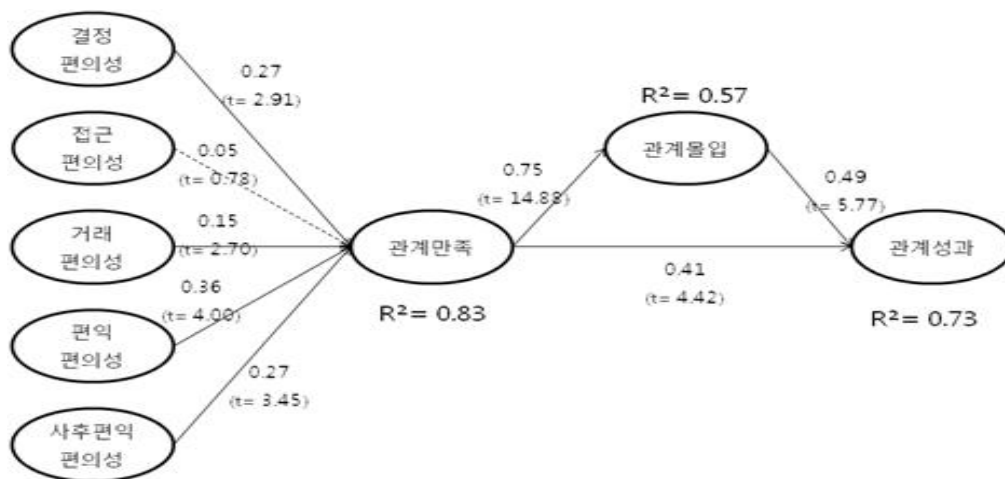 결정
편의성
0.27
(t= 2.91)
R²= 0.57
접근
편의성
0.05
(t= 0.78)
관계몰입
0.75
(t= 14.88)
0.49
(t= 5.77)
거래
편의성
0.15
(t= 2.70)
관계만족
관계성과
0.41
(t= 4.42)
R²= 0.83
R²= 0.73
0.36
(t= 4.00)
편익
편의성
0.27
(t= 3.45)
사후편익
편의성